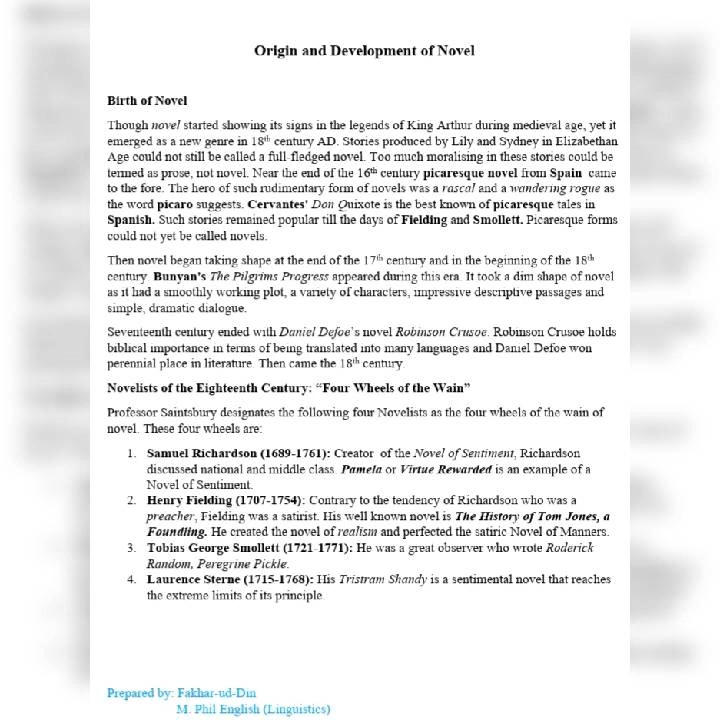 Origin and Development of Novel
Birth of Novel
Though novel started showing its signs in the legends of King Arthur during medieval age, yet it
emerged as a new genre in 18th century AD. Stories produced by Lily and Sydney in Elizabethan
Age could not still be called a full-fledged novel. Too much moralising in these stories could be
termed as prose, not novel. Near the end of the 16th century picaresque novel from Spain came
to the fore. The hero of such rudimentary form of novels was a rascal and a wandering rogue as
the word picaro suggests. Cervantes' Don Quixote is the best known of picaresque tales in
Spanish. Such stories remained popular till the days of Fielding and Smollett. Picaresque forms
could not yet be called novels.
Then novel began taking shape at the end of the 17th century and in the beginning of the 18th
century. Bunyan's The Pilgrims Progress appeared during this era. It took a dim shape of novel
as it had a smoothly working plot, a variety of characters, impressive descriptive passages and
simple, dramatic dialogue.
Seventeenth century ended with Daniel Defoe's novel Robinson Crusoe. Robinson Crusoe holds
biblical importance in terms of being translated into many languages and Daniel Defoe won
perennial place in literature. Then came the 18th century.
Novelists of the Eighteenth Century: “Four Wheels of the Wain”
Professor Saintsbury designates the following four Novelists as the four wheels of the wain of
novel. These four wheels are:
1. Samuel Richardson (1689-1761): Creator of the Novel of Sentiment, Richardson
discussed national and middle class. Pamela or Virtue Rewarded is an example of a
Novel of Sentiment.
2. Henry Fielding (1707-1754): Contrary to the tendency of Richardson who was a
preacher, Fielding was a satirist. His well known novel is The History of Tom Jones, a
Foundling. He created the novel of realism and perfected the satiric Novel of Manners.
3. Tobias George Smollett (1721-1771): He was a great observer who wrote Roderick
Random, Peregrine Pickle.
4. Laurence Sterne (1715-1768): His Tristram Shandy is a sentimental novel that reaches
the extreme limits of its principle.
Prepared by: Fakhar-ud-Din
M. Phil English (Linguistics)